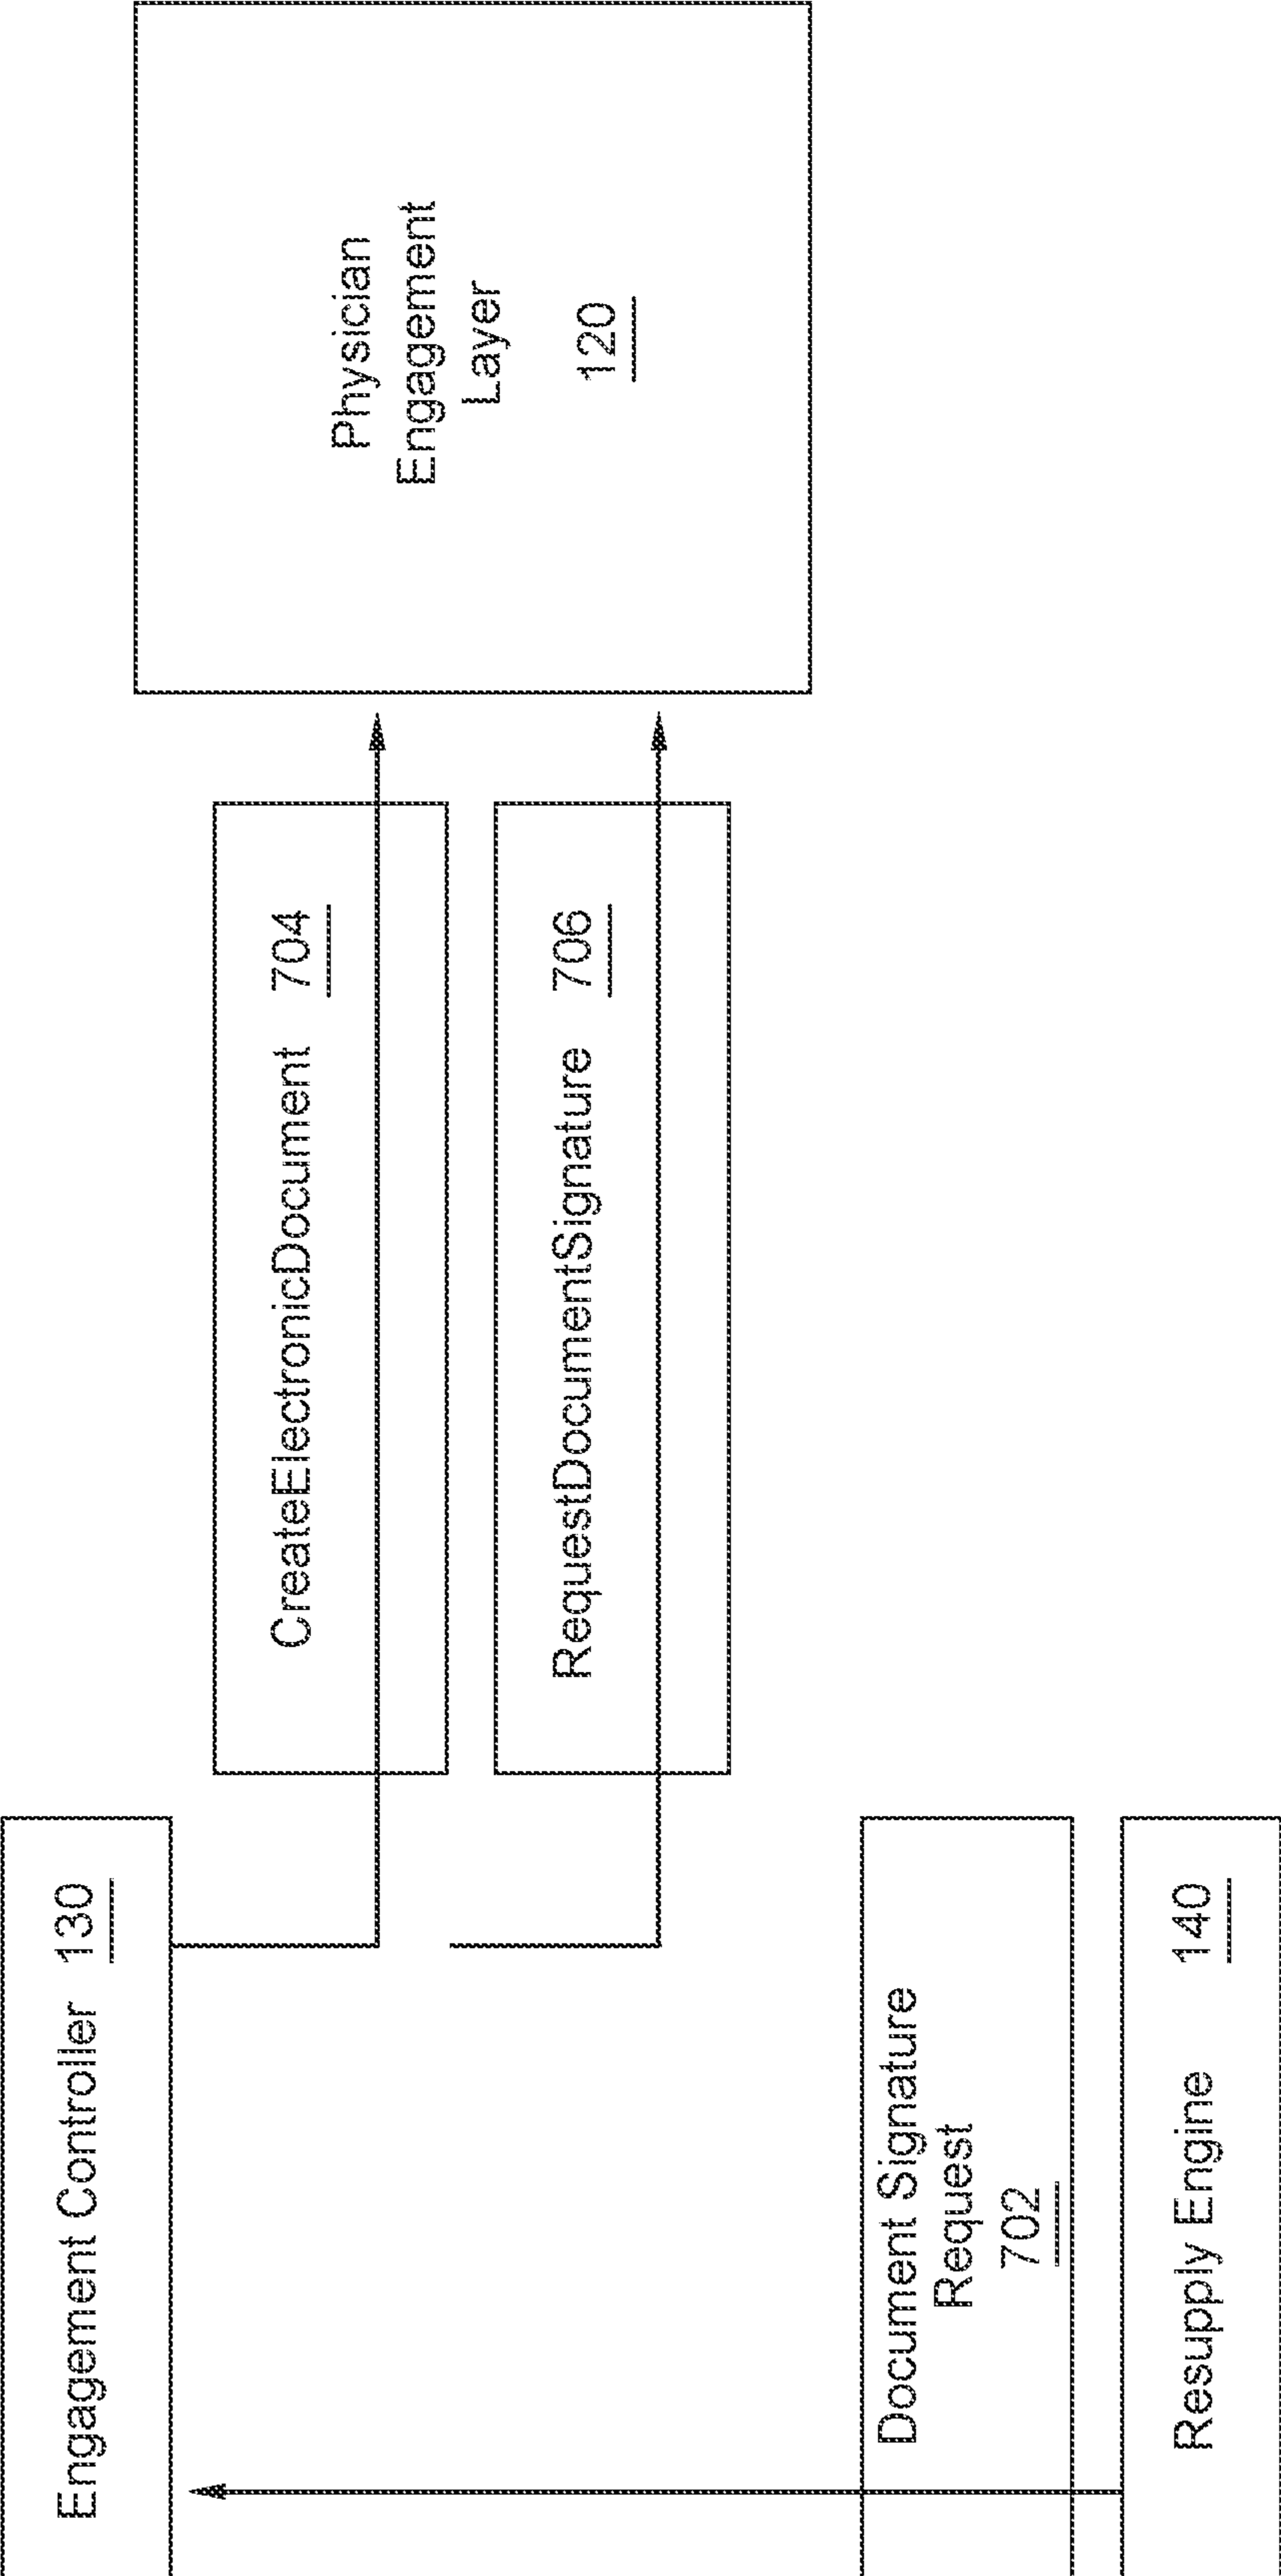 Engagement Controller 130
CreateElectronicDocument 704
RequestDocumentSignature 706
Physician
Engagement
Layer
120
Document Signature
Request
702
Resupply Engine 140